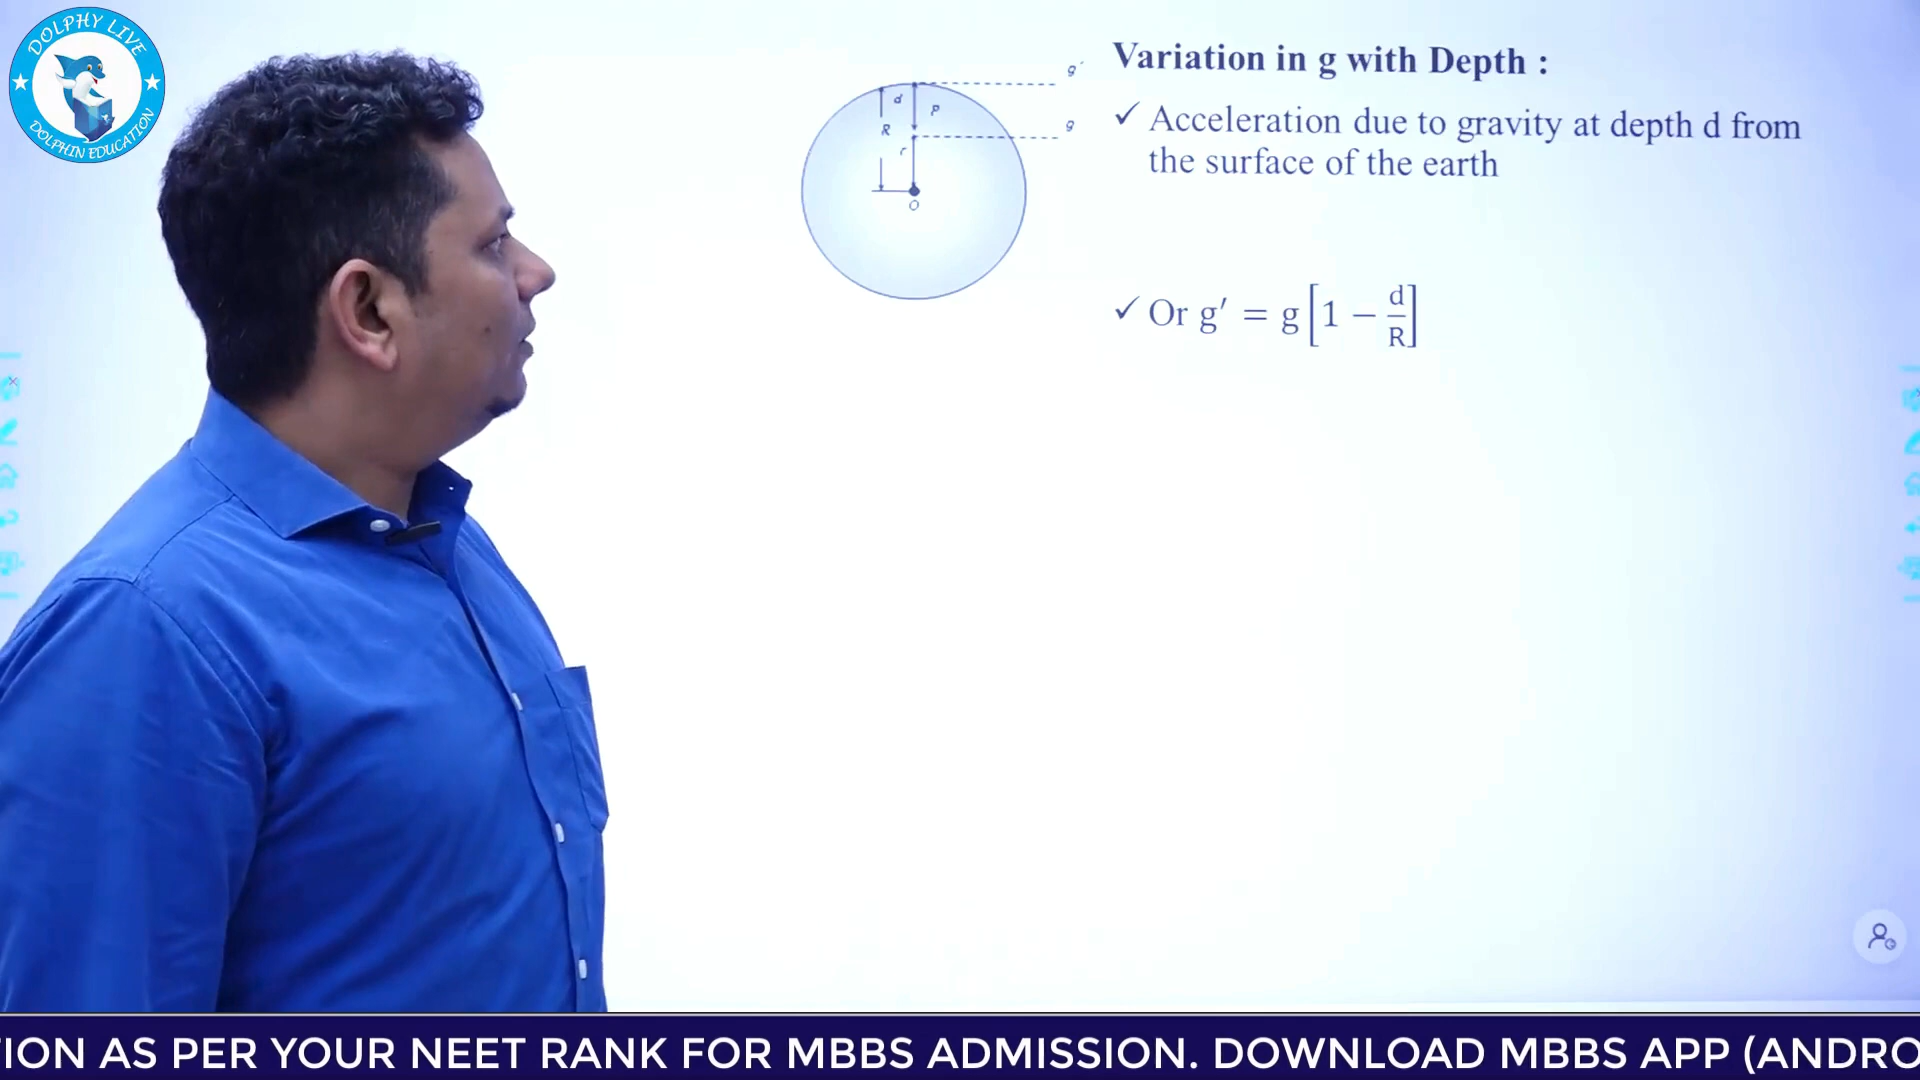 DOLPHY LIVE
DOLPHIN EDUCATION
g′
d
P
R
g
r
O
Variation in g with Depth :
✓ Acceleration due to gravity at depth d from
the surface of the earth
✓ Or g′ = g[1 − d/R]
TION AS PER YOUR NEET RANK FOR MBBS ADMISSION. DOWNLOAD MBBS APP (ANDRO